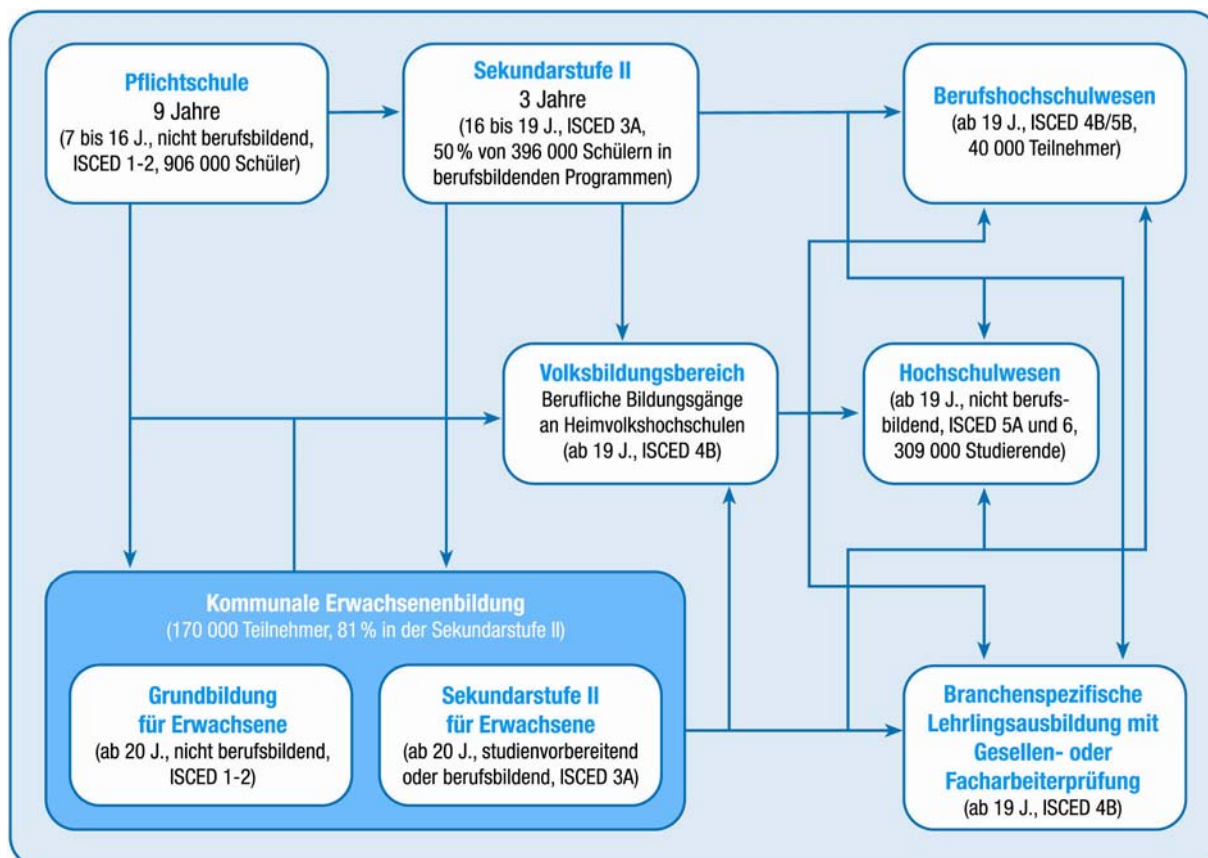 Pflichtschule
9 Jahre
(7 bis 16 J., nicht berufsbildend,
ISCED 1-2, 906 000 Schüler)
Sekundarstufe II
3 Jahre
(16 bis 19 J., ISCED 3A,
50 % von 396 000 Schülern in
berufsbildenden Programmen)
Berufshochschulwesen
(ab 19 J., ISCED 4B/5B,
40 000 Teilnehmer)
Volksbildungsbereich
Berufliche Bildungsgänge
an Heimvolkshochschulen
(ab 19 J., ISCED 4B)
Hochschulwesen
(ab 19 J., nicht berufs-
bildend, ISCED 5A und 6,
309 000 Studierende)
Kommunale Erwachsenenbildung
(170 000 Teilnehmer, 81 % in der Sekundarstufe II)
Grundbildung
für Erwachsene
(ab 20 J., nicht berufsbildend,
ISCED 1-2)
Sekundarstufe II
für Erwachsene
(ab 20 J., studienvorbereitend
oder berufsbildend, ISCED 3A)
Branchenspezifische
Lehrlingsausbildung mit
Gesellen- oder
Facharbeiterprüfung
(ab 19 J., ISCED 4B)